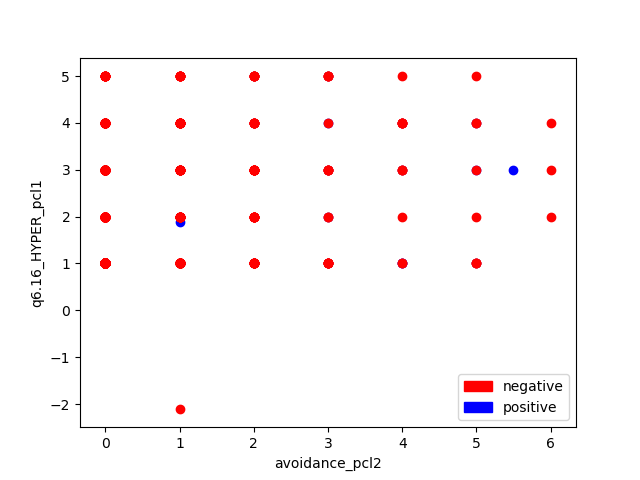 5
4
3
2
1
0
−1
−2
q6.16_HYPER_pcl1
negative
positive
0 1 2 3 4 5 6
avoidance_pcl2